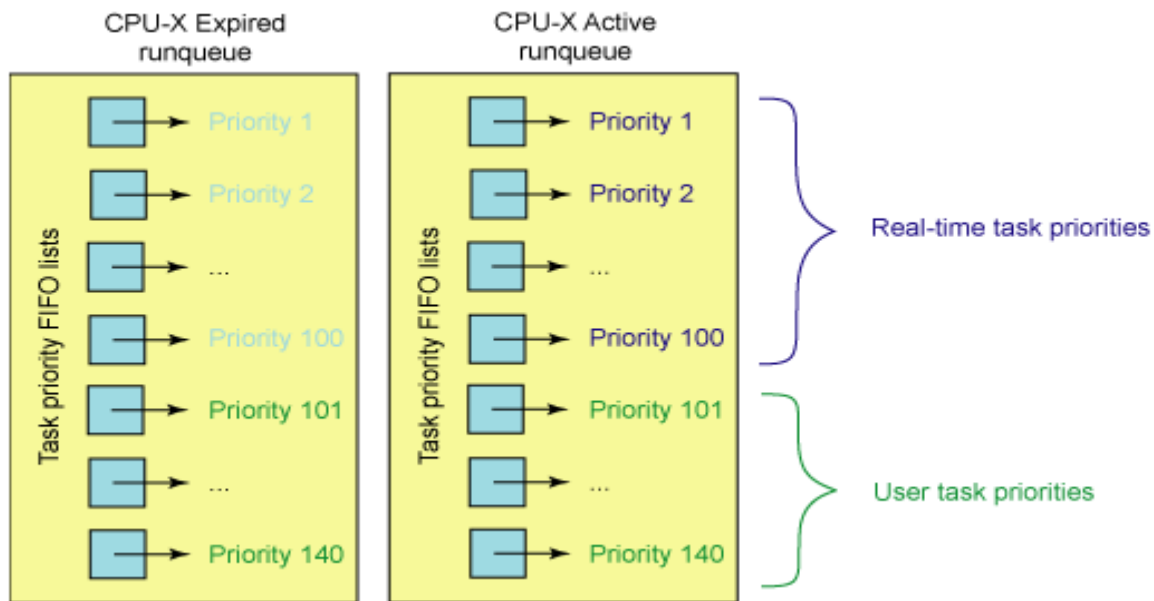 CPU-X Expired
runqueue
Task priority FIFO lists
Priority 1
Priority 2
...
Priority 100
Priority 101
...
Priority 140
CPU-X Active
runqueue
Task priority FIFO lists
Priority 1
Priority 2
...
Priority 100
Priority 101
...
Priority 140
Real-time task priorities
User task priorities